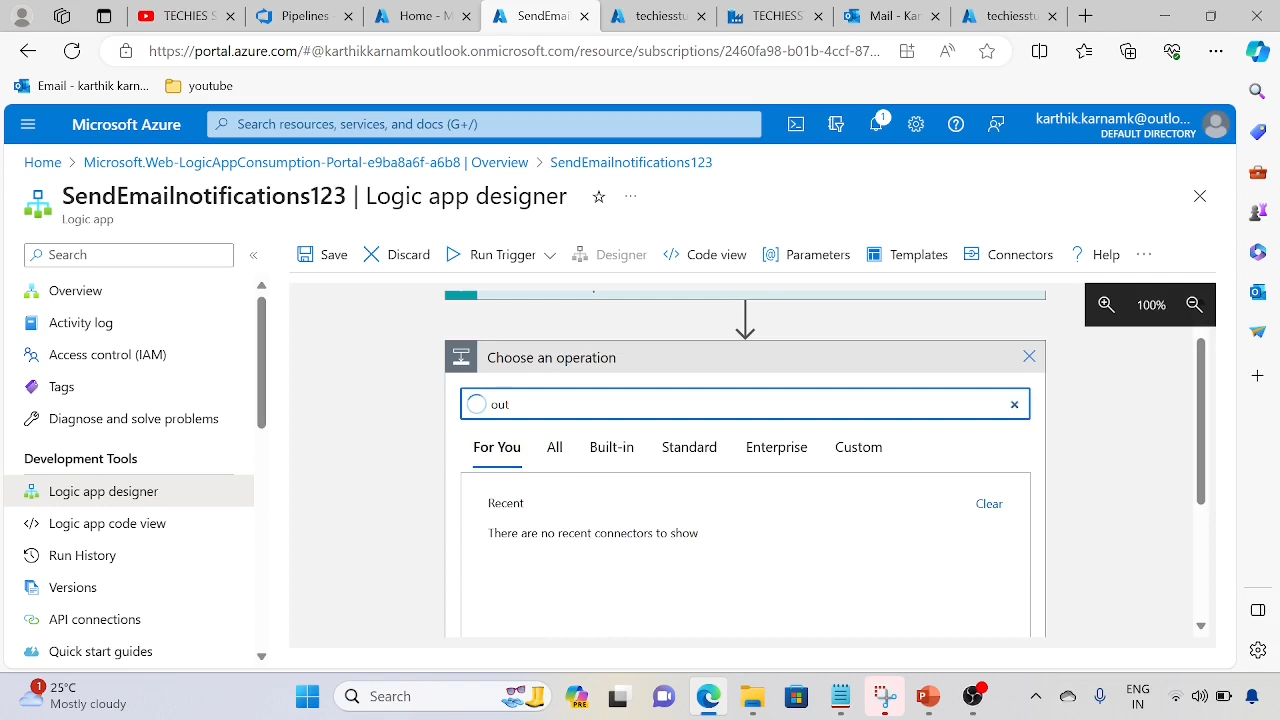 TECHIES S
Pipelines -
Home - M
SendEmai
techiesstu
TECHIESS
Mail - Kar
techiesstu
https://portal.azure.com/#@karthikkarnamkoutlook.onmicrosoft.com/resource/subscriptions/2460fa98-b01b-4ccf-87...
Email - karthik karn...
youtube
Microsoft Azure
Search resources, services, and docs (G+/)
1
karthik.karnamk@outlo...
DEFAULT DIRECTORY
Home > Microsoft.Web-LogicAppConsumption-Portal-e9ba8a6f-a6b8 | Overview > SendEmailnotifications123
SendEmailnotifications123 | Logic app designer
Logic app
Search
Save
Discard
Run Trigger
Designer
Code view
Parameters
Templates
Connectors
Help
Overview
Activity log
Access control (IAM)
Tags
Diagnose and solve problems
Development Tools
Logic app designer
Logic app code view
Run History
Versions
API connections
Quick start guides
100%
Choose an operation
out
For You
All
Built-in
Standard
Enterprise
Custom
Recent
Clear
There are no recent connectors to show
1
25°C
Mostly cloudy
Search
PRE
ENG
IN